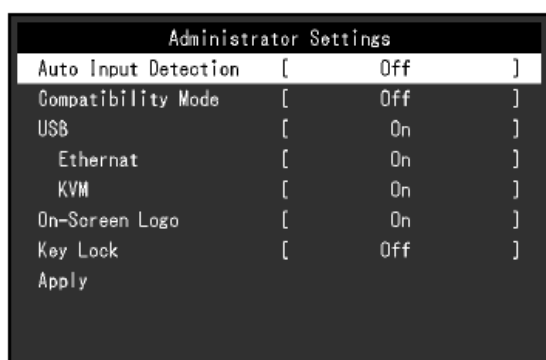 Administrator Settings
Auto Input Detection [ Off ]
Compatibility Mode [ Off ]
USB [ On ]
Ethernat [ On ]
KVM [ On ]
On-Screen Logo [ On ]
Key Lock [ Off ]
Apply